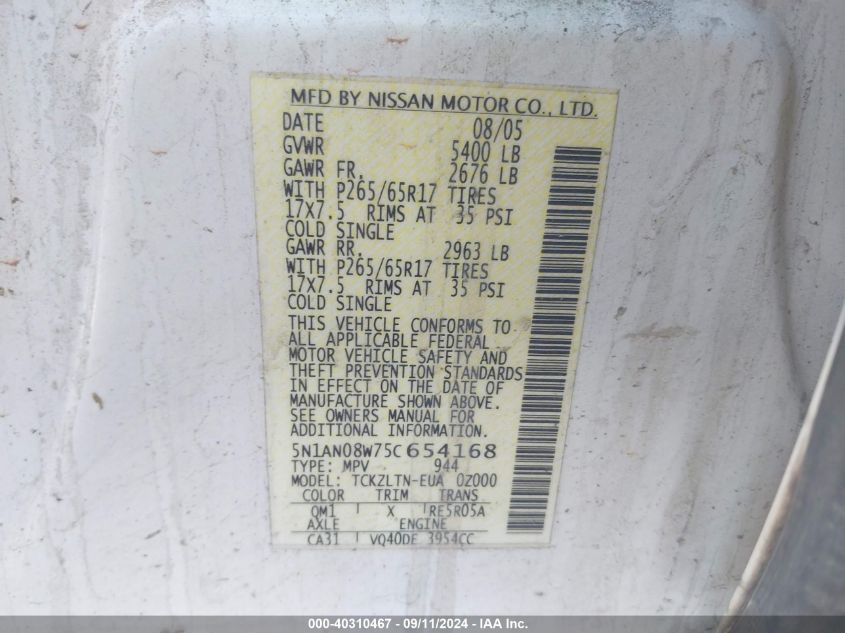 MFD BY NISSAN MOTOR CO., LTD.
DATE 08/05
GVWR 5400 LB
GAWR FR. 2676 LB
WITH P265/65R17 TIRES
17X7.5 RIMS AT 35 PSI
COLD SINGLE
GAWR RR. 2963 LB
WITH P265/65R17 TIRES
17X7.5 RIMS AT 35 PSI
COLD SINGLE
THIS VEHICLE CONFORMS TO
ALL APPLICABLE FEDERAL
MOTOR VEHICLE SAFETY AND
THEFT PREVENTION STANDARDS
IN EFFECT ON THE DATE OF
MANUFACTURE SHOWN ABOVE.
SEE OWNERS MANUAL FOR
ADDITIONAL INFORMATION.
5N1AN08W75C654168
TYPE: MPV 944
MODEL: TCKZLTN-EUA 0Z000
COLOR TRIM TRANS
QM1 X RE5R05A
AXLE ENGINE
CA31 VQ40DE 3954CC
000-40310467 - 09/11/2024 - IAA Inc.